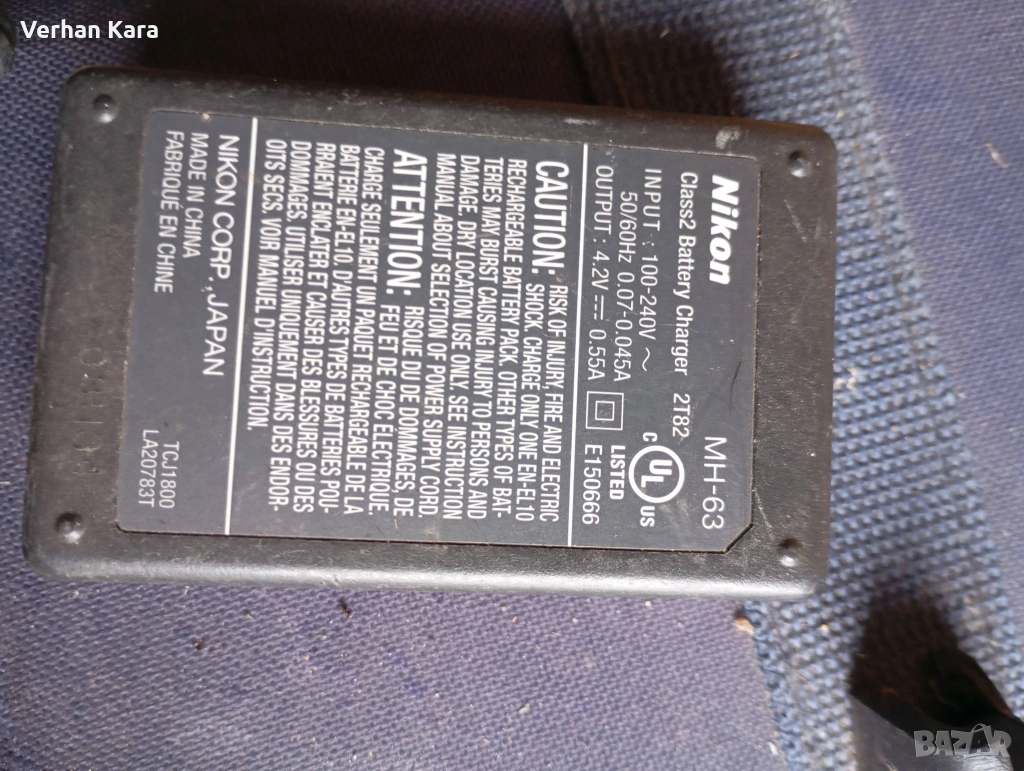 Verhan Kara
Nikon MH-63
Class2 Battery Charger 2T82
INPUT : 100-240V ~
50/60Hz 0.07-0.045A
OUTPUT : 4.2V ⎓ 0.55A
C UL US
LISTED
E150666
CAUTION: RISK OF INJURY, FIRE AND ELECTRIC
SHOCK. CHARGE ONLY ONE EN-EL10
RECHARGEABLE BATTERY PACK. OTHER TYPES OF BAT-
TERIES MAY BURST CAUSING INJURY TO PERSONS AND
DAMAGE. DRY LOCATION USE ONLY. SEE INSTRUCTION
MANUAL ABOUT SELECTION OF POWER SUPPLY CORD.
ATTENTION: RISQUE DU DE DOMMAGES, DE
FEU ET DE CHOC ELECTRIQUE.
CHARGE SEULEMENT UN PAQUET RECHARGEABLE DE LA
BATTERIE EN-EL10. D'AUTRES TYPES DE BATTERIES POU-
RRAIENT ENCLATER ET CAUSER DES BLESSURES OU DES
DOMMAGES. UTILISER UNIQUEMENT DANS DES ENDOR-
OITS SECS. VOIR MANUEL D'INSTRUCTION.
NIKON CORP., JAPAN
MADE IN CHINA TCJ1800
FABRIQUE EN CHINE LA20783T
BAZAR